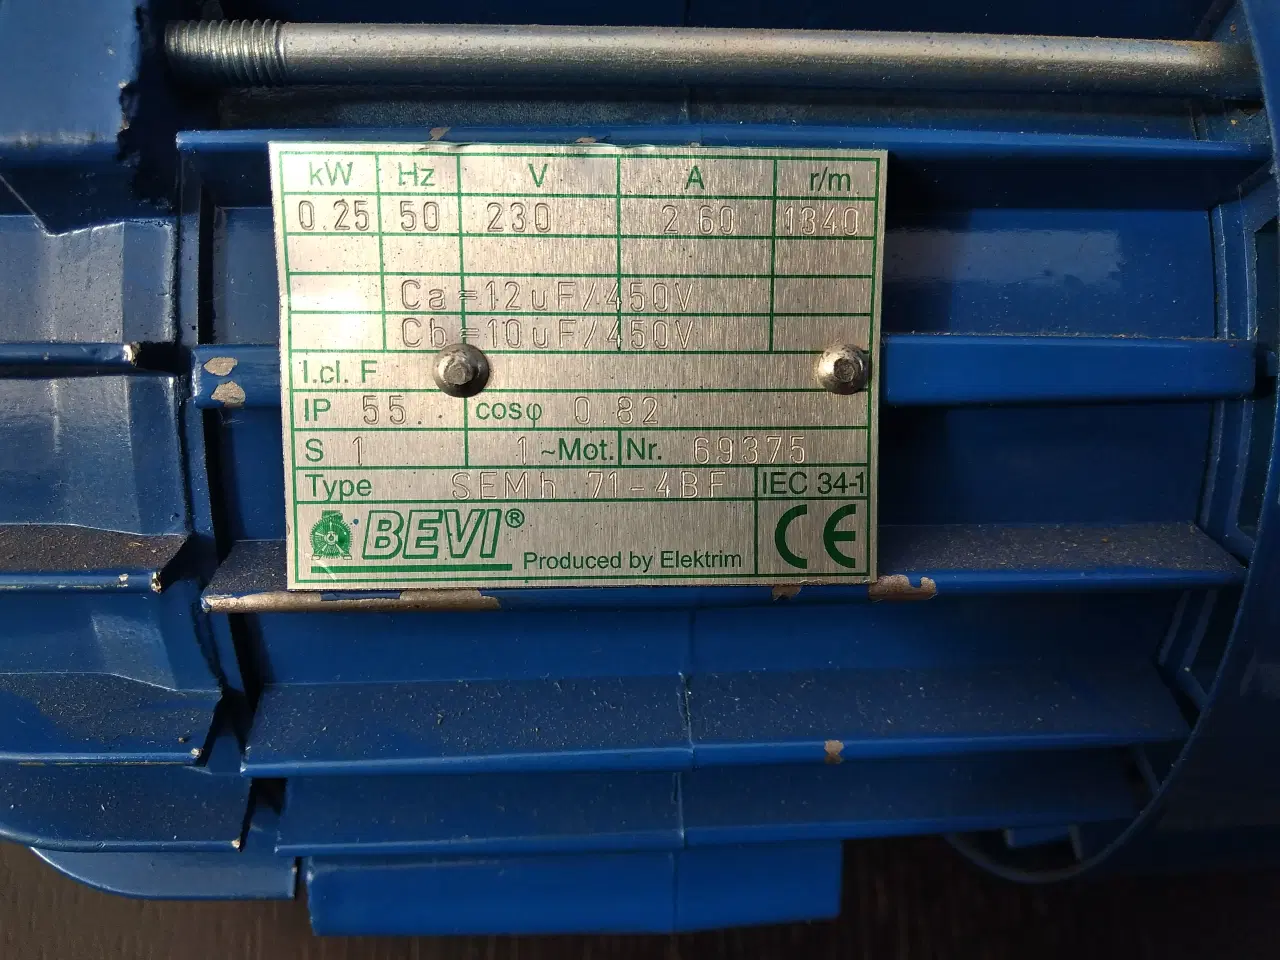 kW Hz V A r/m
0.25 50 230 2.60 1340
Ca=12uF/450V
Cb=10uF/450V
I.cl. F
IP 55. cosφ 0.82
S 1 1 ~Mot. Nr. 69375
Type SEMh 71-4BF IEC 34-1
BEVI® Produced by Elektrim CE